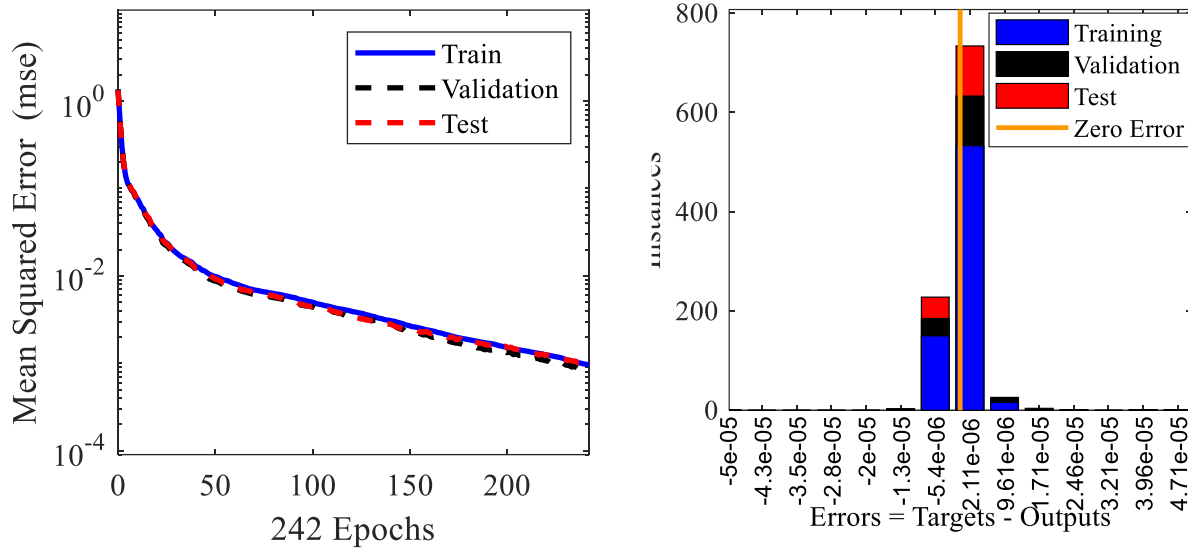 Mean Squared Error (mse)
10^0
10^-2
10^-4
0
50
100
150
200
242 Epochs
Train
Validation
Test
Instances
800
600
400
200
0
Training
Validation
Test
Zero Error
-5e-05
-4.3e-05
-3.5e-05
-2.8e-05
-2e-05
-1.3e-05
-5.4e-06
2.11e-06
9.61e-06
1.71e-05
2.46e-05
3.21e-05
3.96e-05
4.71e-05
Errors = Targets - Outputs